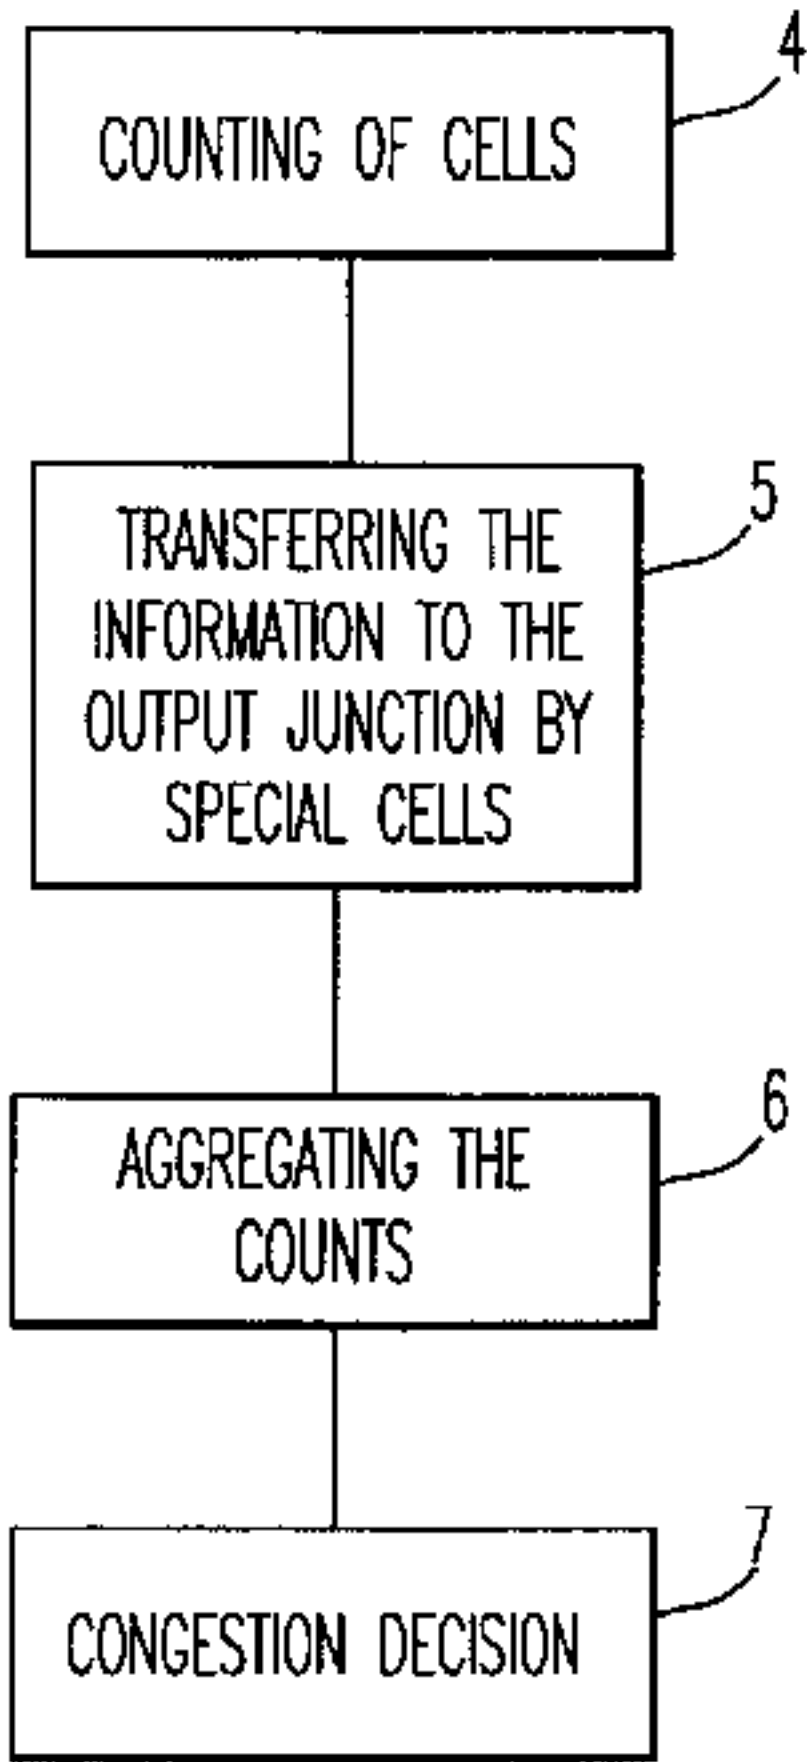 4
COUNTING OF CELLS
5
TRANSFERRING THE
INFORMATION TO THE
OUTPUT JUNCTION BY
SPECIAL CELLS
6
AGGREGATING THE
COUNTS
7
CONGESTION DECISION